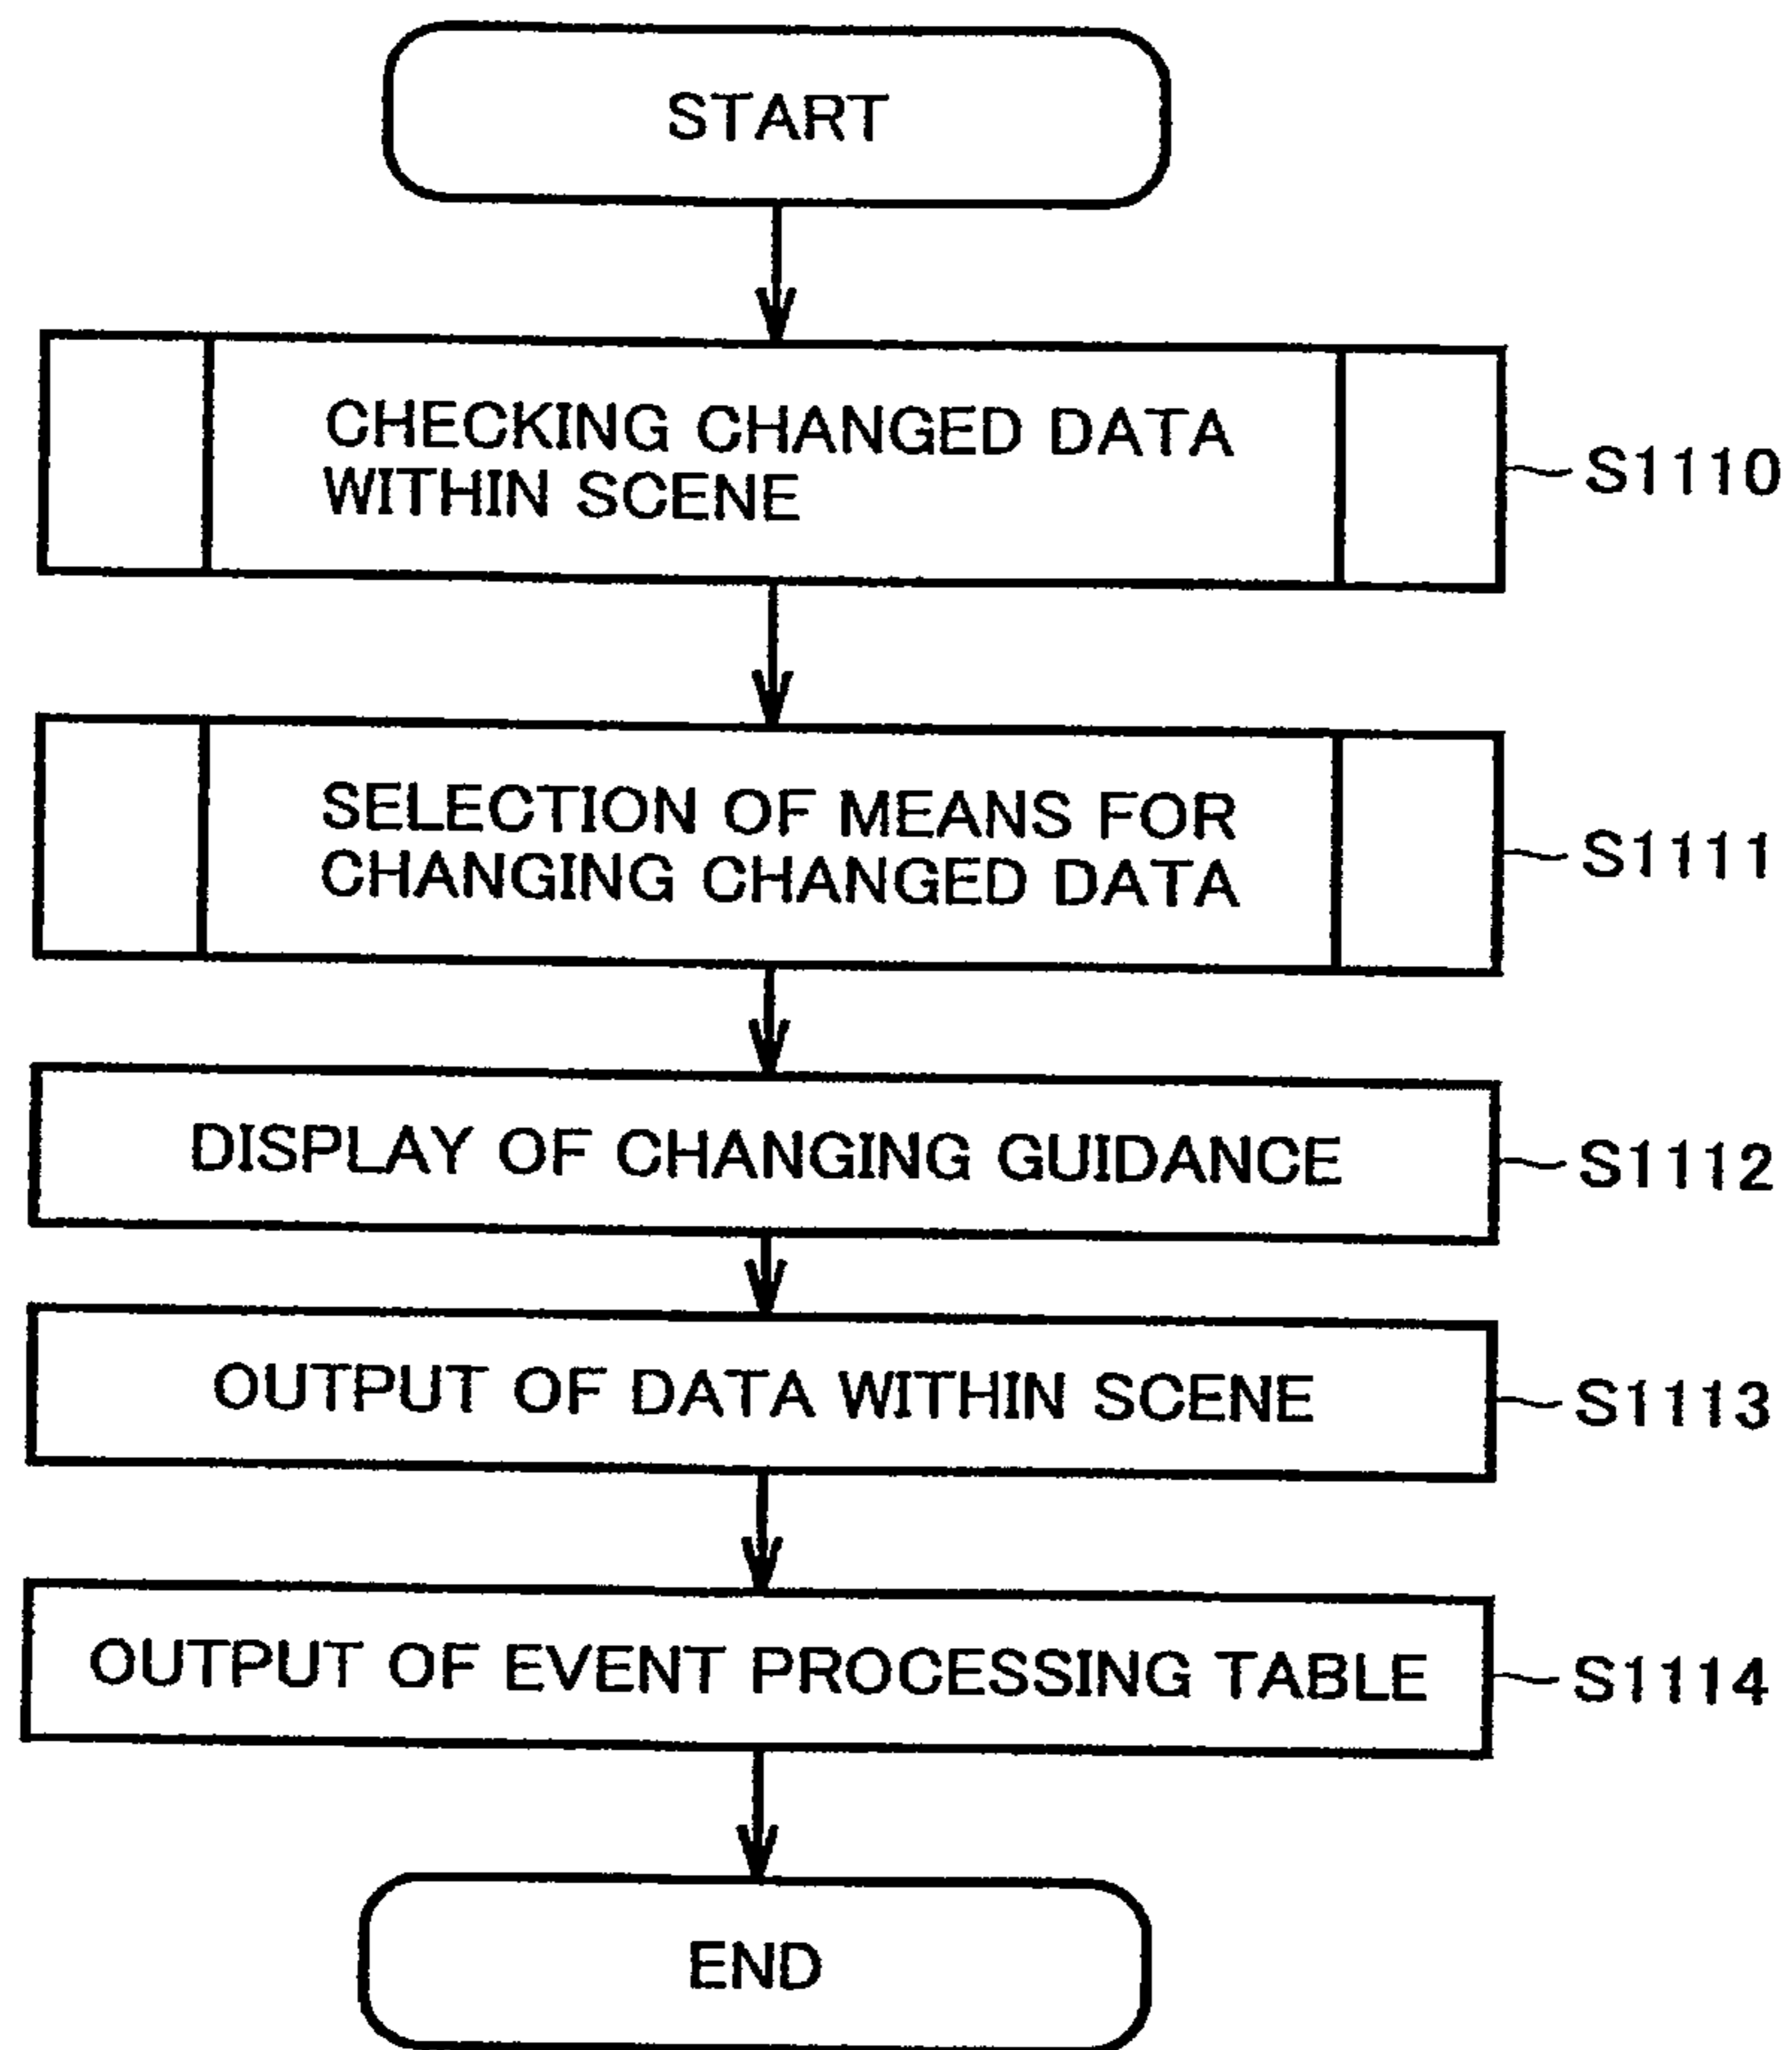 START
CHECKING CHANGED DATA
WITHIN SCENE
S1110
SELECTION OF MEANS FOR
CHANGING CHANGED DATA
S1111
DISPLAY OF CHANGING GUIDANCE
S1112
OUTPUT OF DATA WITHIN SCENE
S1113
OUTPUT OF EVENT PROCESSING TABLE
S1114
END